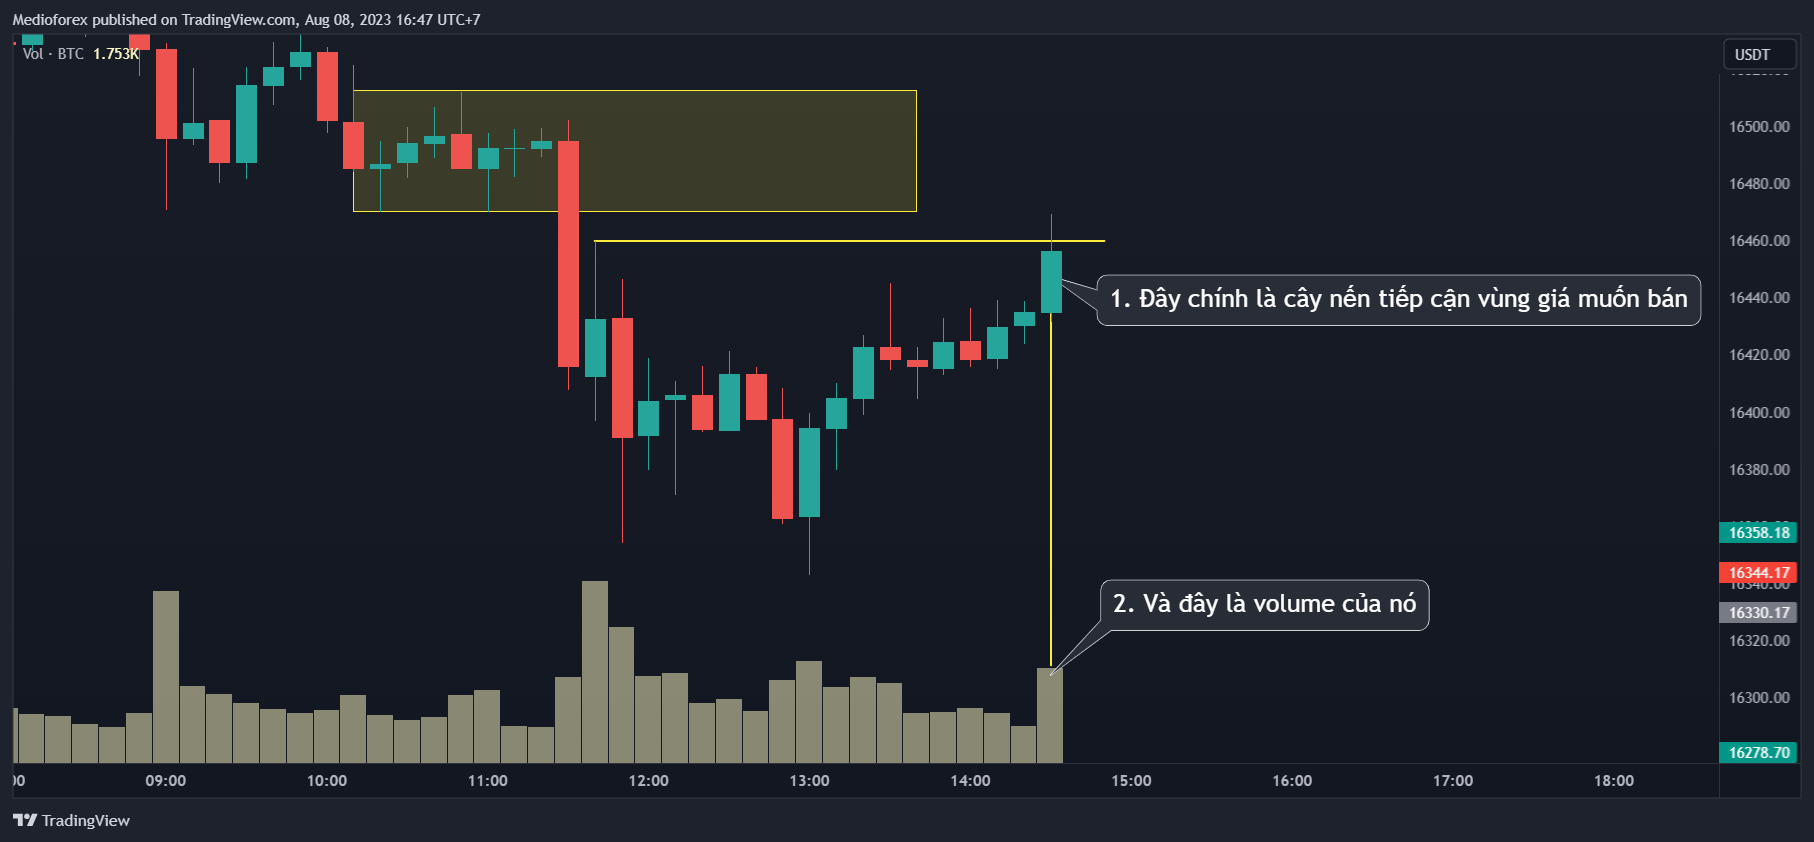 Medioforex published on TradingView.com, Aug 08, 2023 16:47 UTC+7
Vol · BTC 1.753K
USDT
16500.00
16480.00
16460.00
16440.00
16420.00
16400.00
16380.00
16358.18
16344.17
16340.00
16330.17
16320.00
16300.00
16278.70
1. Đây chính là cây nến tiếp cận vùng giá muốn bán
2. Và đây là volume của nó
09:00 10:00 11:00 12:00 13:00 14:00 15:00 16:00 17:00 18:00
TradingView